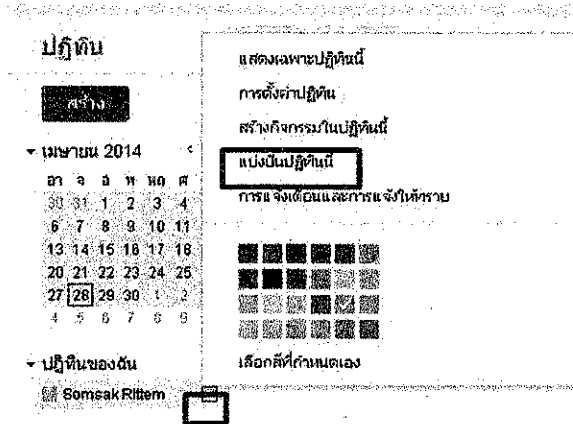 ปฏิทิน
สร้าง
เมษายน 2014
อา จ อ พ พฤ ศ
30 31 1 2 3 4
6 7 8 9 10 11
13 14 15 16 17 18
20 21 22 23 24 25
27 28 29 30 1 2
4 5 6 7 8 9
ปฏิทินของฉัน
Somsak Rittem
แสดงเฉพาะปฏิทินนี้
การตั้งค่าปฏิทิน
สร้างกิจกรรมในปฏิทินนี้
แบ่งปันปฏิทินนี้
การแจ้งเตือนและการแจ้งให้ทราบ
เลือกสีที่กำหนดเอง